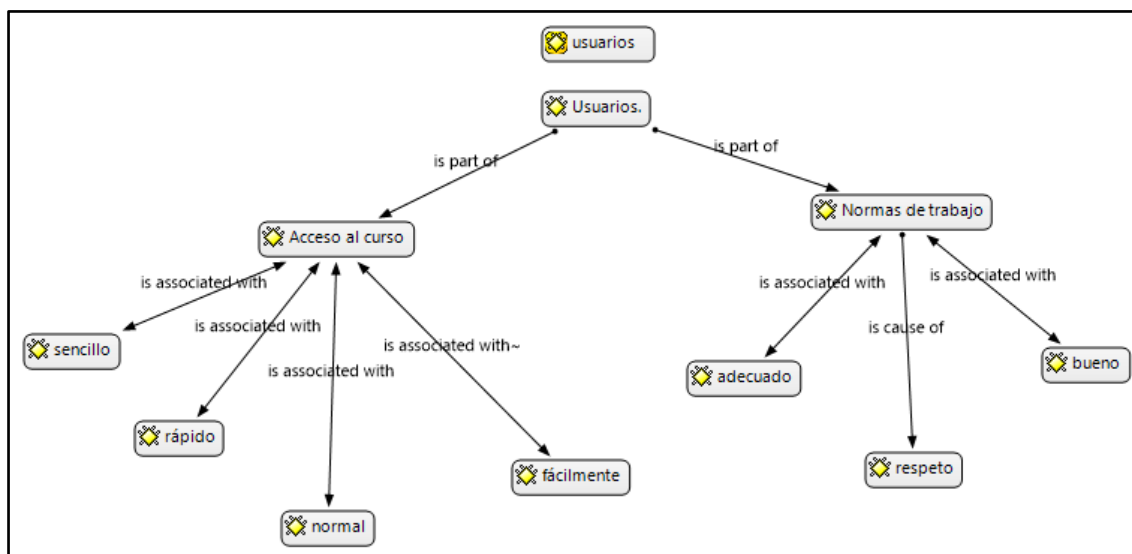 usuarios
Usuarios.
is part of
is part of
Normas de trabajo
Acceso al curso
is associated with
is associated with
is associated with
is associated with
is cause of
is associated with~
is associated with
sencillo
bueno
adecuado
rápido
fácilmente
respeto
normal